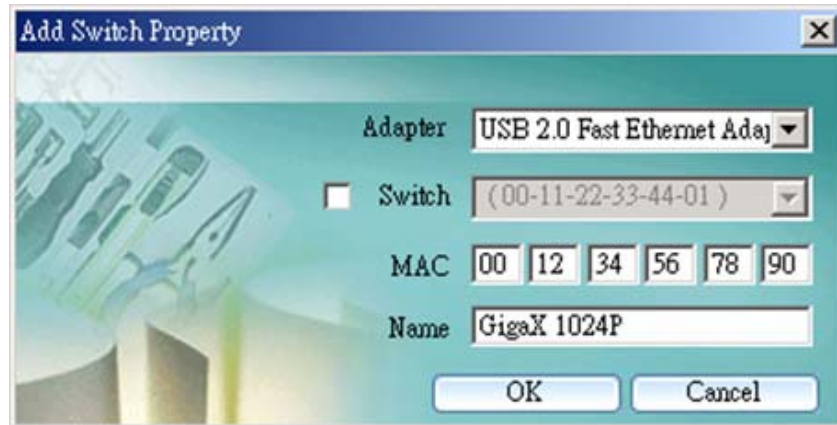 Add Switch Property
Adapter USB 2.0 Fast Ethernet Adap
Switch (00-11-22-33-44-01)
MAC 00 12 34 56 78 90
Name GigaX 1024P
OK Cancel